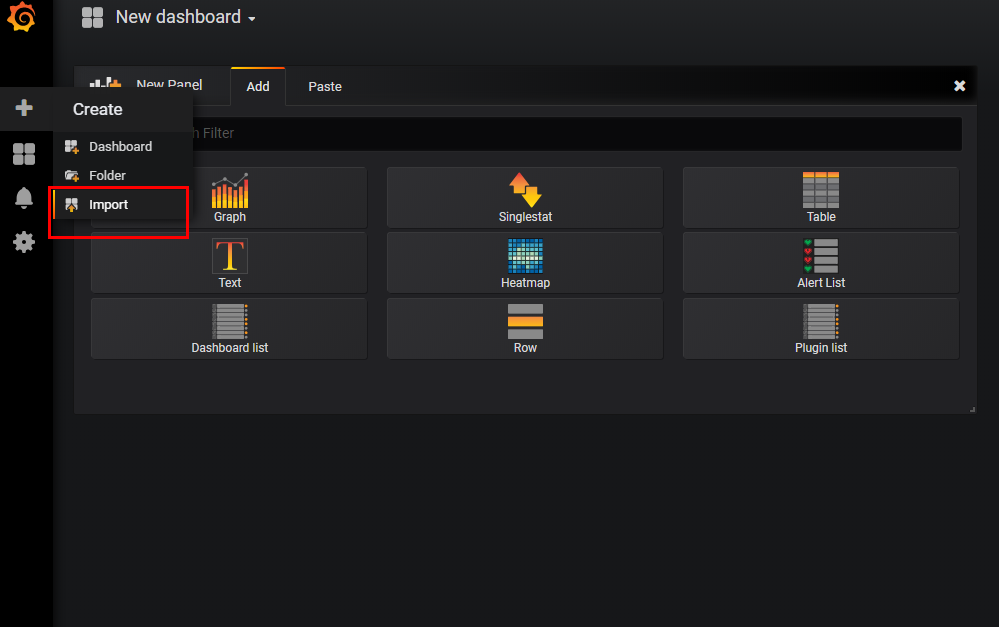 New dashboard
New Panel
Add
Paste
Create
Filter
Dashboard
Folder
Import
Graph
Singlestat
Table
Text
Heatmap
Alert List
Dashboard list
Row
Plugin list